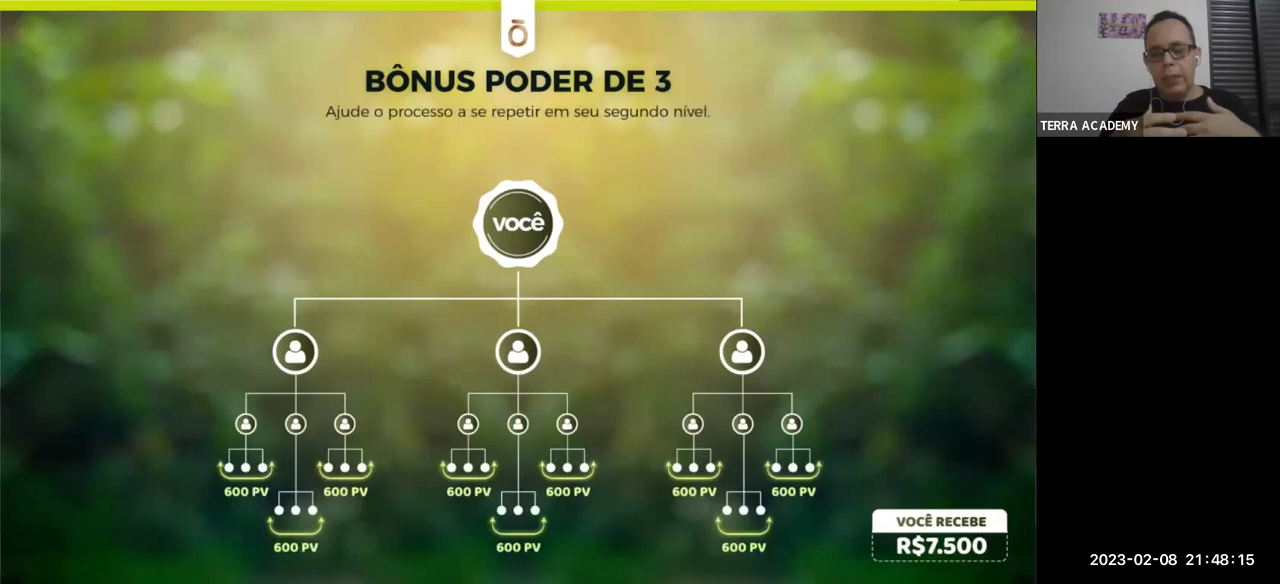 BÔNUS PODER DE 3
Ajude o processo a se repetir em seu segundo nível.
TERRA ACADEMY
você
600 PV
600 PV
600 PV
600 PV
600 PV
600 PV
600 PV
600 PV
600 PV
VOCÊ RECEBE
R$7.500
2023-02-08 21:48:15